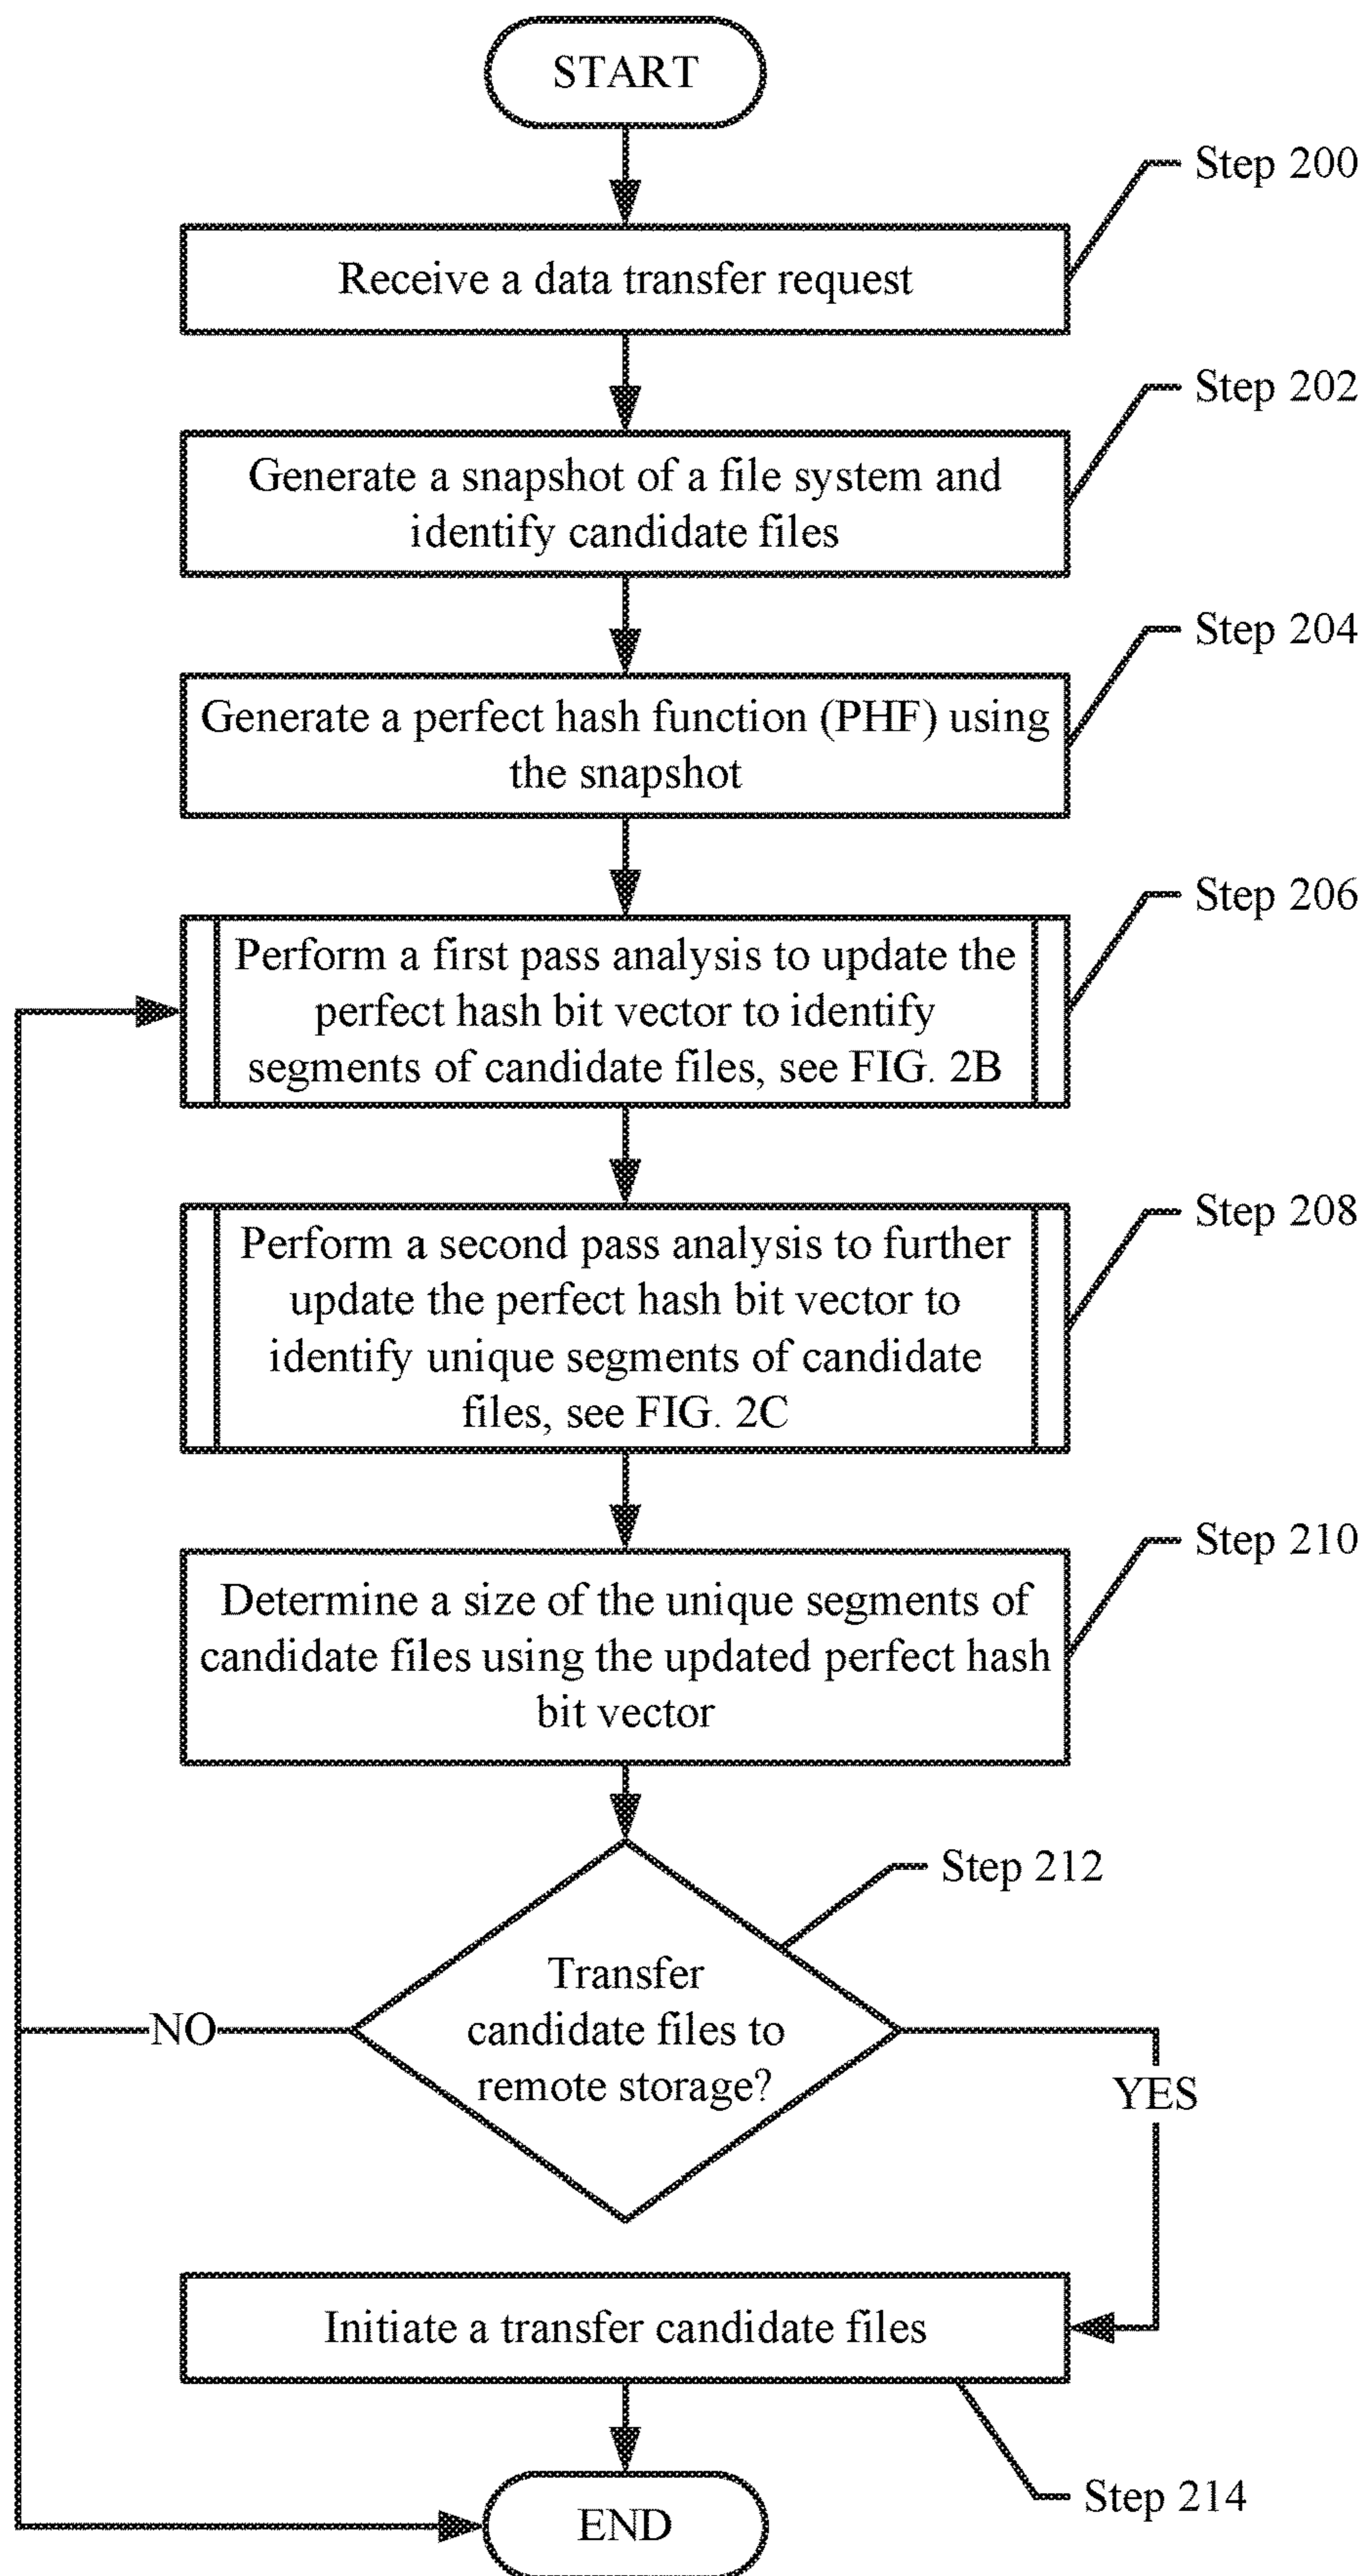 START
Step 200
Receive a data transfer request
Step 202
Generate a snapshot of a file system and
identify candidate files
Step 204
Generate a perfect hash function (PHF) using
the snapshot
Step 206
Perform a first pass analysis to update the
perfect hash bit vector to identify
segments of candidate files, see FIG. 2B
Step 208
Perform a second pass analysis to further
update the perfect hash bit vector to
identify unique segments of candidate
files, see FIG. 2C
Step 210
Determine a size of the unique segments of
candidate files using the updated perfect hash
bit vector
Step 212
Transfer
candidate files to
remote storage?
NO
YES
Initiate a transfer candidate files
Step 214
END